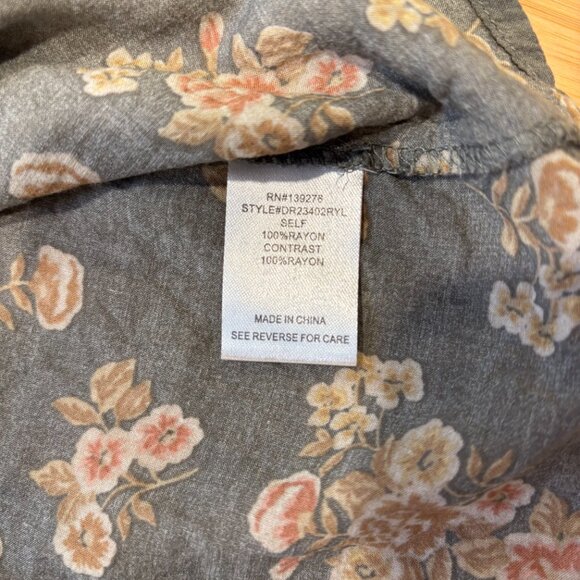 RN#139278
STYLE#DR23402RYL
SELF
100%RAYON
CONTRAST
100%RAYON
MADE IN CHINA
SEE REVERSE FOR CARE